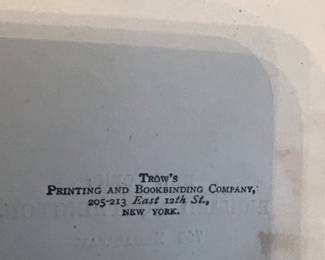 Trow's
Printing and Bookbinding Company,
205-213 East 12th St.,
NEW YORK.